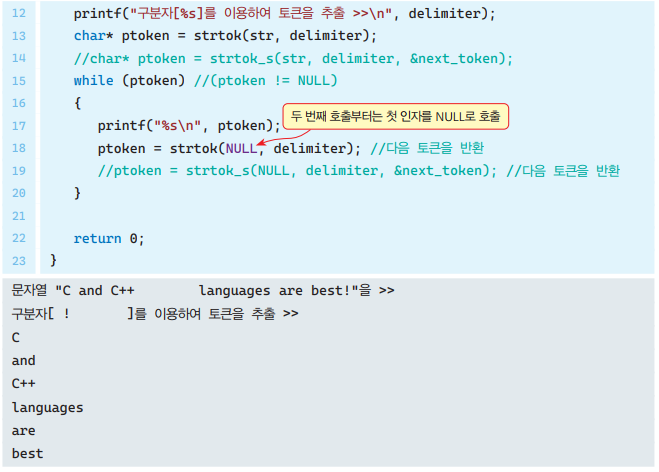 12 printf("구분자[%s]를 이용하여 토큰을 추출 >>\n", delimiter);
13 char* ptoken = strtok(str, delimiter);
14 //char* ptoken = strtok_s(str, delimiter, &next_token);
15 while (ptoken) //(ptoken != NULL)
16 {
두 번째 호출부터는 첫 인자를 NULL로 호출
17 printf("%s\n", ptoken);
18 ptoken = strtok(NULL, delimiter); //다음 토큰을 반환
19 //ptoken = strtok_s(NULL, delimiter, &next_token); //다음 토큰을 반환
20 }
21
22 return 0;
23 }
문자열 "C and C++        languages are best!"을 >>
구분자[ !        ]를 이용하여 토큰을 추출 >>
C
and
C++
languages
are
best